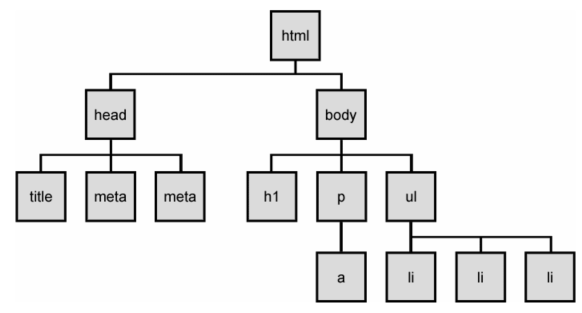 html
head body
title meta meta h1 p ul
a li li li